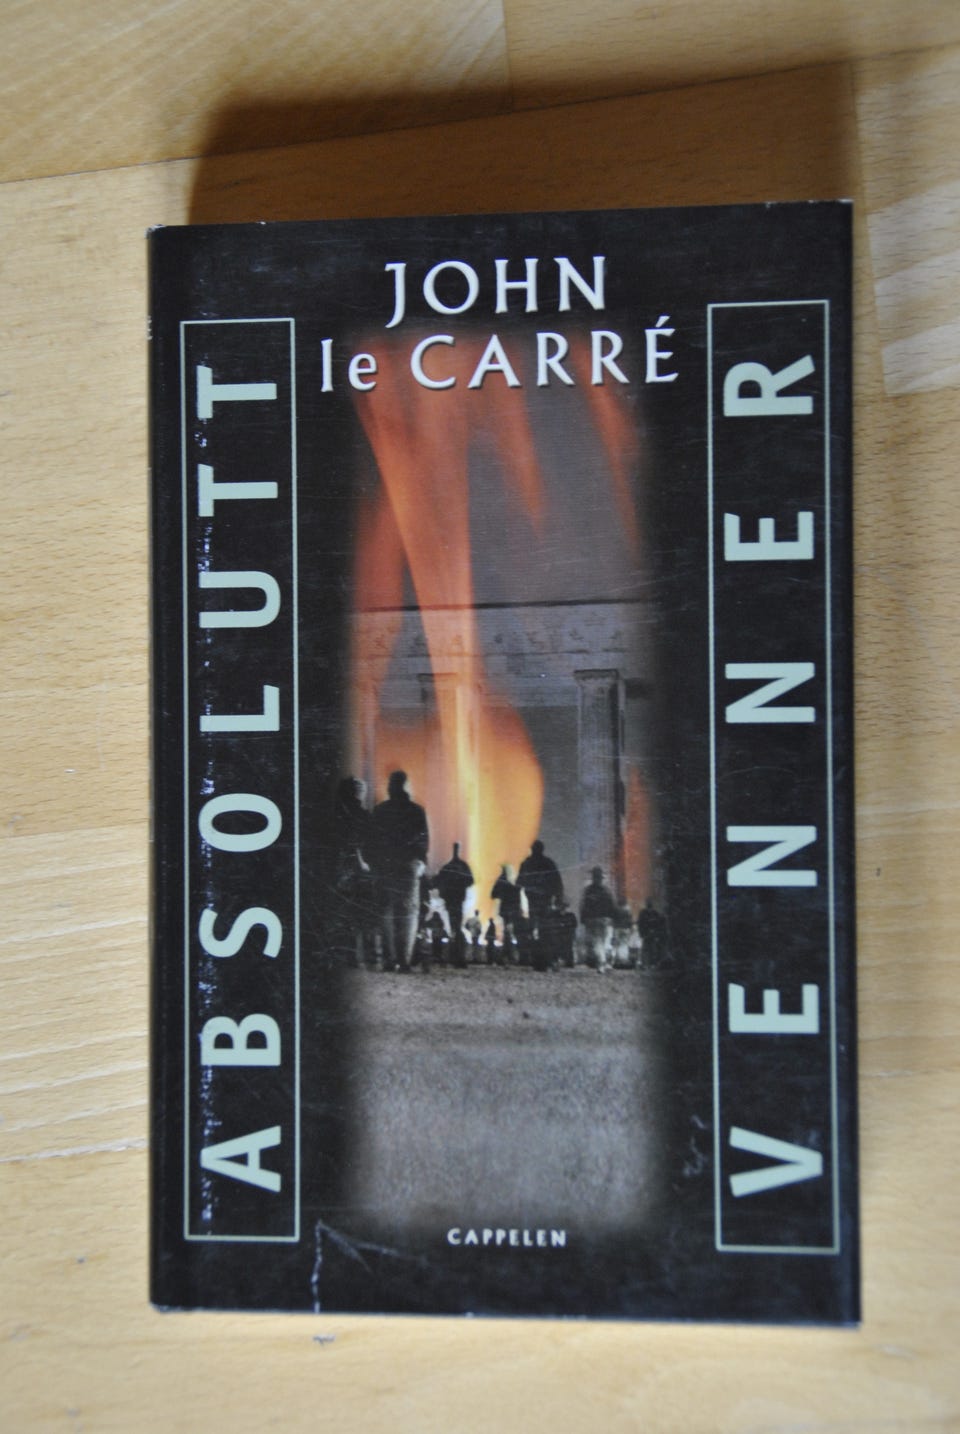 JOHN
le CARRÉ
ABSOLUTT
VENNER
CAPPELEN